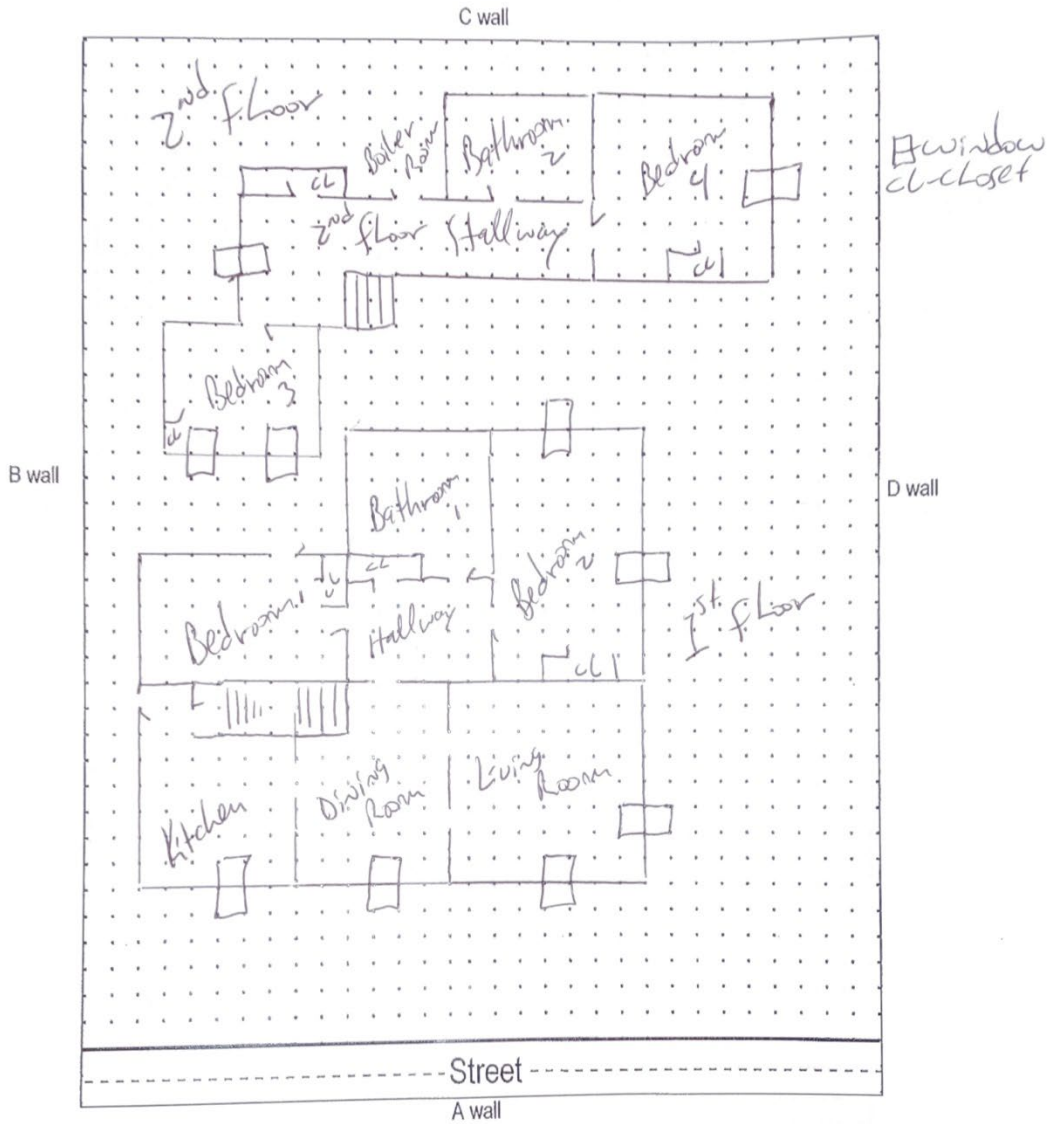 C wall
2nd floor
Boiler
Room
Bathroom
2
Bedroom
4
window
CL-CLoset
CL
2nd floor Hallway
CL
Bedroom
3
CL
B wall
D wall
Bathroom
1
CL
CL
Bedroom 1
Hallway
Bedroom
2
1st floor
CL
Kitchen
Dining
Room
Living
Room
Street
A wall